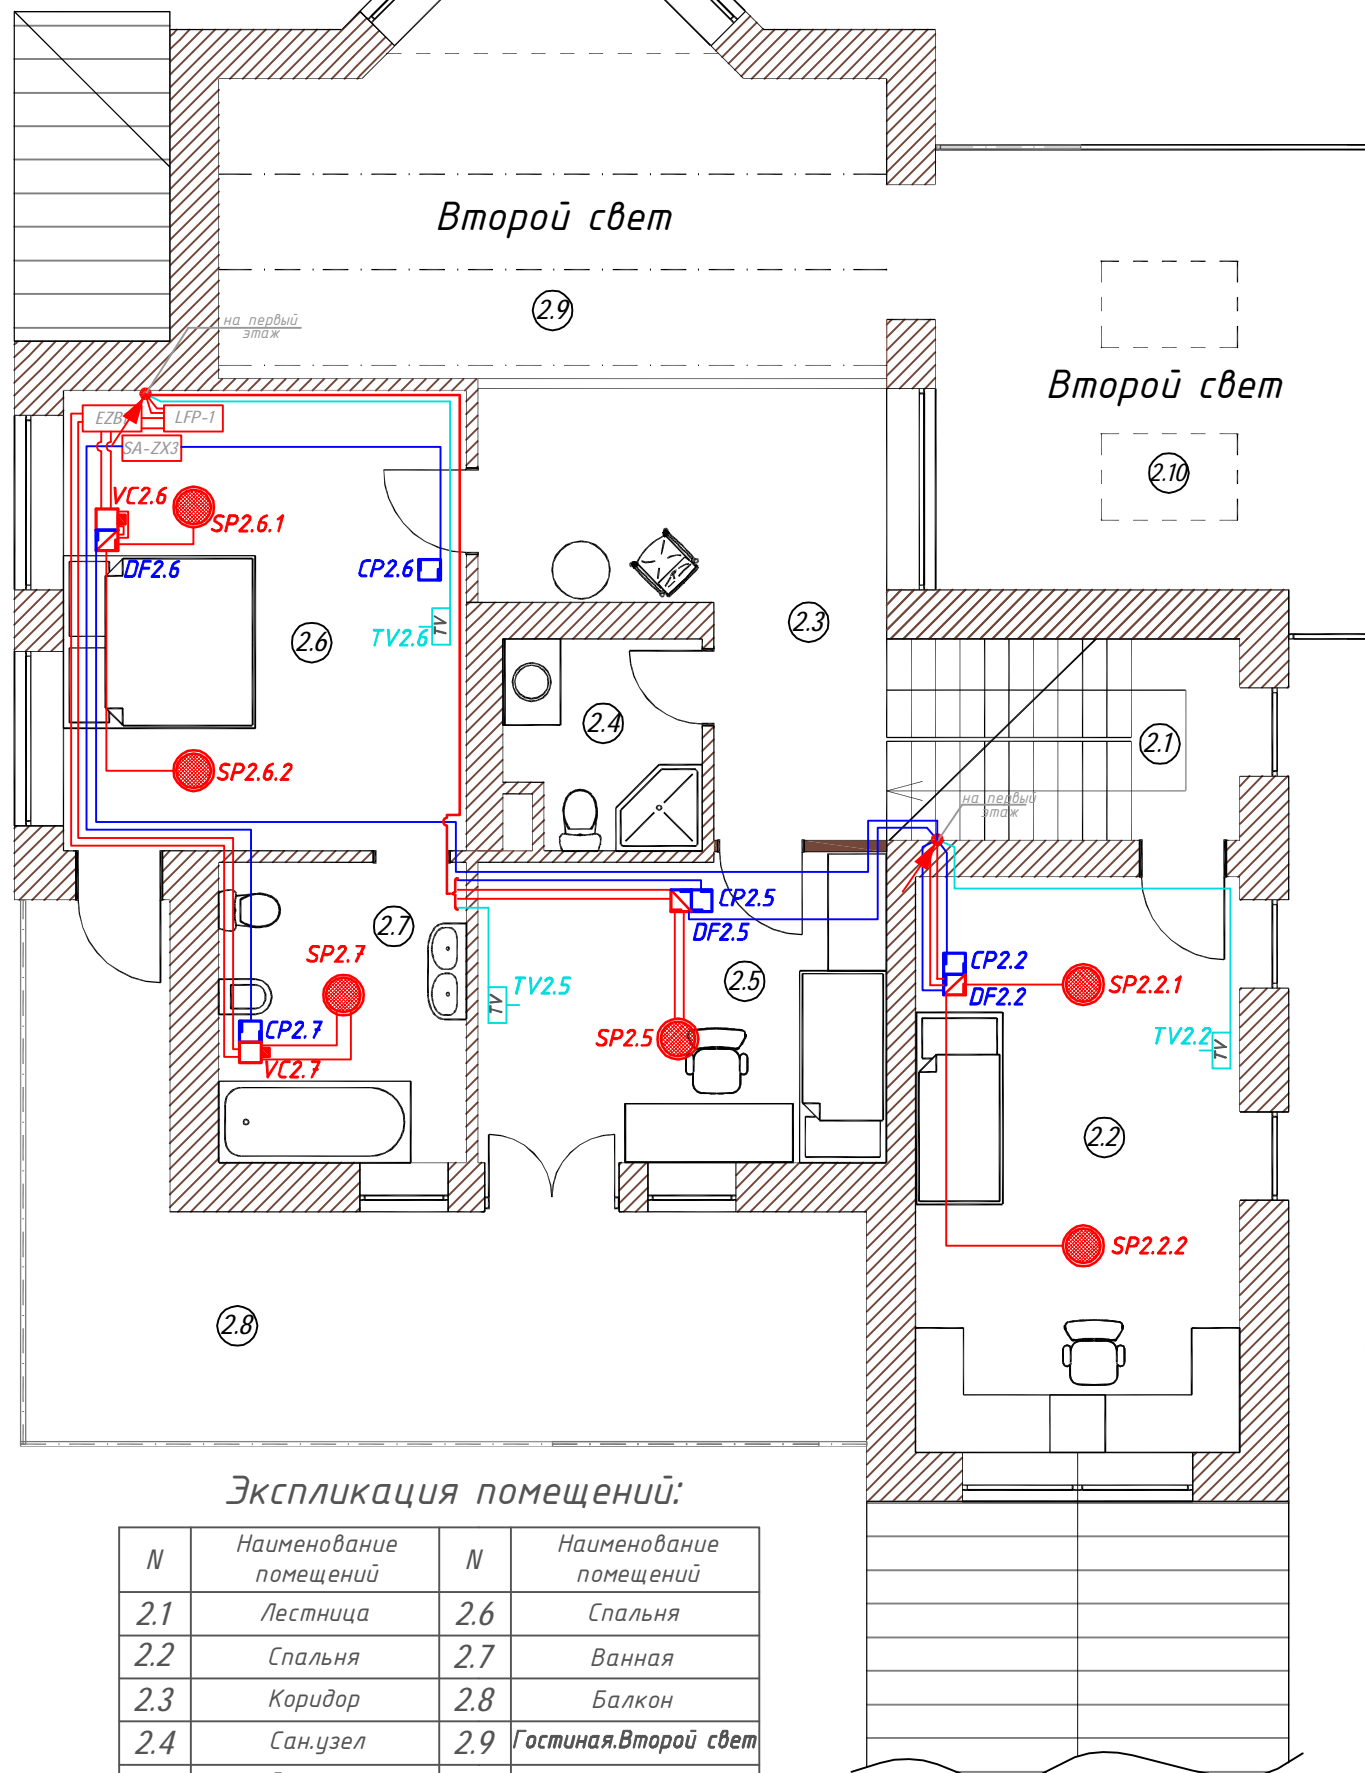 Второй свет
2.9
на первый
этаж
Второй свет
2.10
LFP-1
SA-ZX3
VC2.6
SP2.6.1
DF2.6
CP2.6
TV2.6
TV
2.6
2.3
2.4
2.1
SP2.6.2
на первый
этаж
CP2.5
DF2.5
2.7
SP2.7
TV2.5
TV
2.5
CP2.2
DF2.2
SP2.2.1
CP2.7
VC2.7
SP2.5
TV2.2
TV
2.2
SP2.2.2
2.8
Экспликация помещений:
N Наименование помещений N Наименование помещений
2.1 Лестница 2.6 Спальня
2.2 Спальня 2.7 Ванная
2.3 Коридор 2.8 Балкон
2.4 Сан.узел 2.9 Гостиная.Второй свет